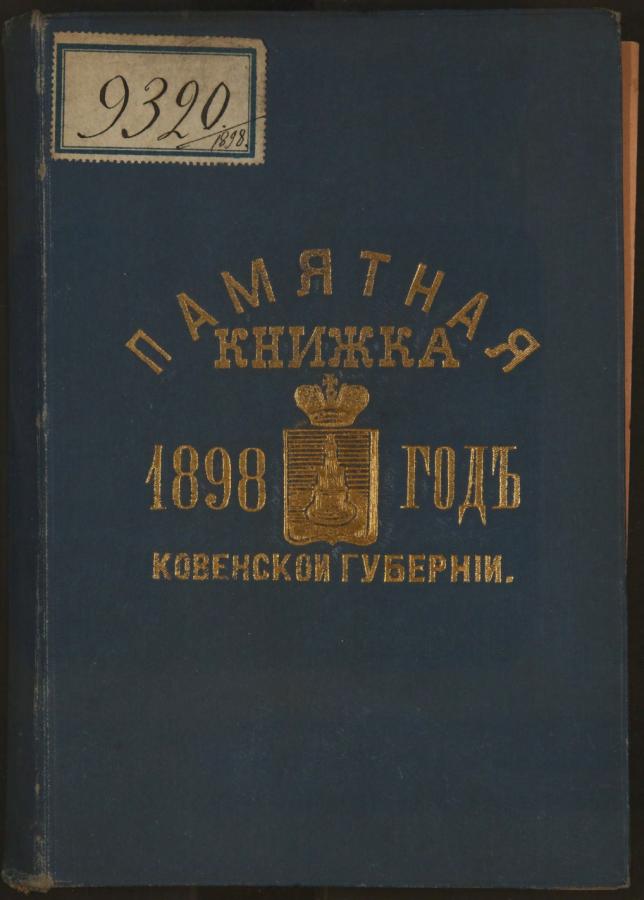 9320
1898.
ПАМЯТНАЯ
КНИЖКА
1898 ГОДЪ
КОВЕНСКОЙ ГУБЕРНІИ.